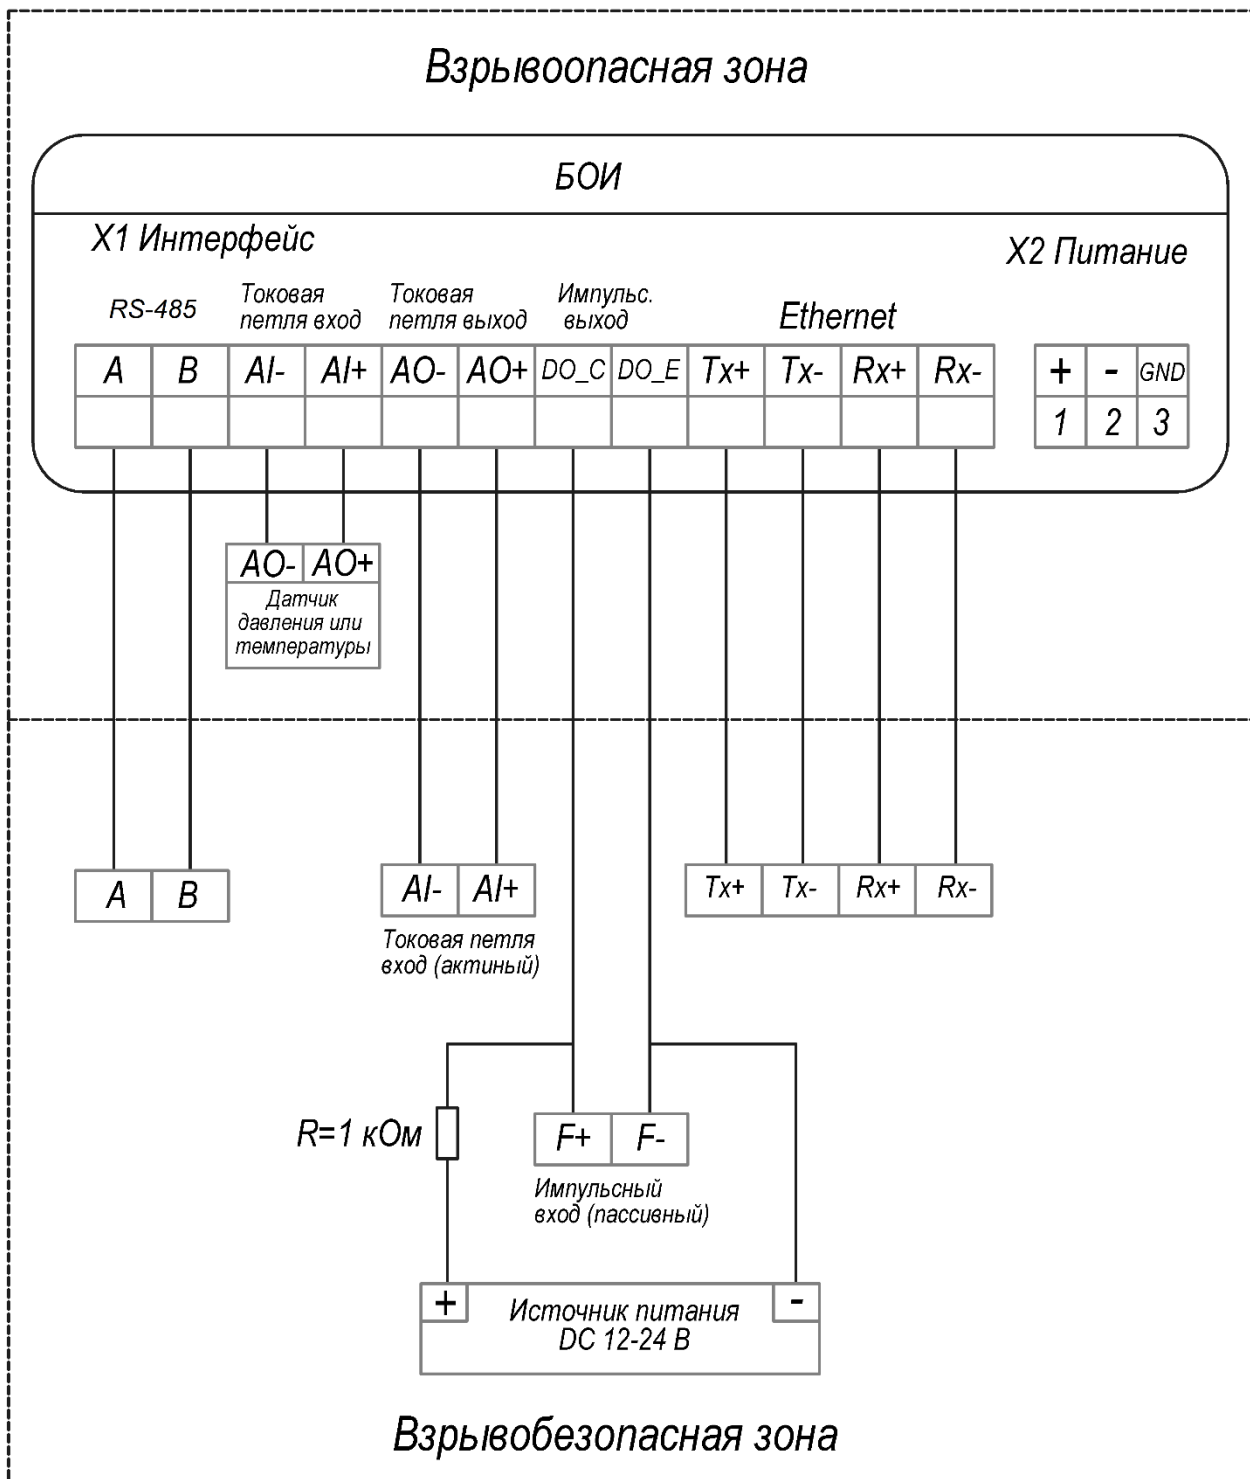 Взрывоопасная зона
БОИ
X1 Интерфейс
X2 Питание
RS-485
Токовая
петля вход
Токовая
петля выход
Импульс.
выход
Ethernet
A B AI- AI+ AO- AO+ DO_C DO_E Tx+ Tx- Rx+ Rx-
+ - GND
1 2 3
AO- AO+
Датчик
давления или
температуры
A B
AI- AI+
Токовая петля
вход (актиный)
Tx+ Tx- Rx+ Rx-
R=1 кОм
F+ F-
Импульсный
вход (пассивный)
+ -
Источник питания
DC 12-24 В
Взрывобезопасная зона